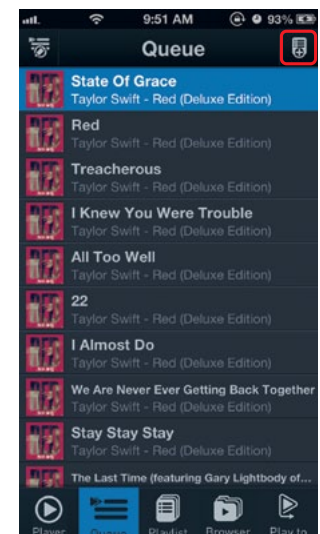 9:51 AM 93%
Queue
State Of Grace
Taylor Swift - Red (Deluxe Edition)
Red
Taylor Swift - Red (Deluxe Edition)
Treacherous
Taylor Swift - Red (Deluxe Edition)
I Knew You Were Trouble
Taylor Swift - Red (Deluxe Edition)
All Too Well
Taylor Swift - Red (Deluxe Edition)
22
Taylor Swift - Red (Deluxe Edition)
I Almost Do
Taylor Swift - Red (Deluxe Edition)
We Are Never Ever Getting Back Together
Taylor Swift - Red (Deluxe Edition)
Stay Stay Stay
Taylor Swift - Red (Deluxe Edition)
The Last Time (featuring Gary Lightbody of...
Player Queue Playlist Browser Play to